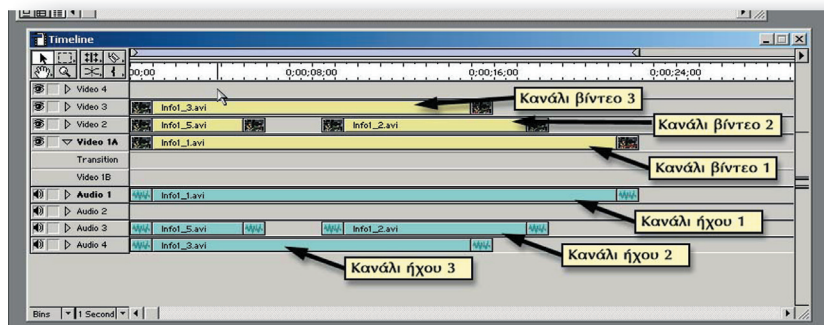 Timeline
00;00 0;00;08;00 0;00;16;00 0;00;24;00
Video 4
Video 3 Info1_3.avi
Κανάλι βίντεο 3
Video 2 Info1_5.avi Info1_2.avi
Κανάλι βίντεο 2
Video 1A Info1_1.avi
Κανάλι βίντεο 1
Transition
Video 1B
Audio 1 Info1_1.avi
Audio 2
Κανάλι ήχου 1
Audio 3 Info1_5.avi Info1_2.avi
Audio 4 Info1_3.avi
Κανάλι ήχου 2
Κανάλι ήχου 3
Bins 1 Second